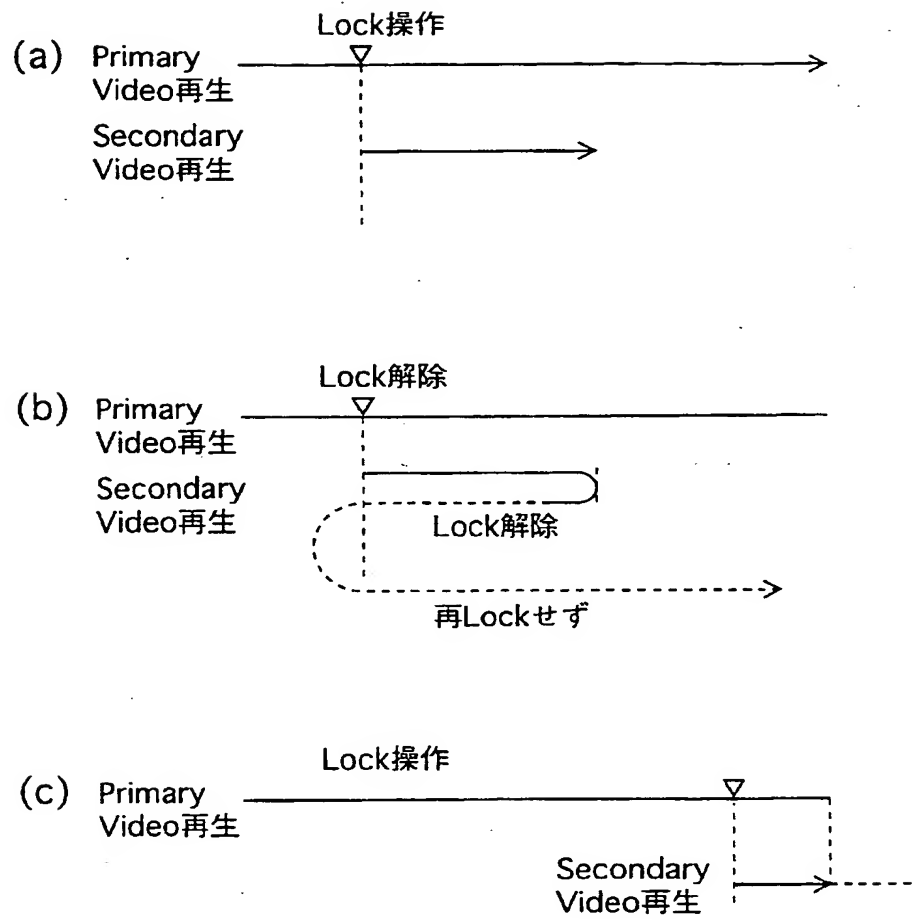 Lock操作
(a) Primary
Video再生
Secondary
Video再生
Lock解除
(b) Primary
Video再生
Secondary
Video再生
Lock解除
再Lockせず
Lock操作
(c) Primary
Video再生
Secondary
Video再生